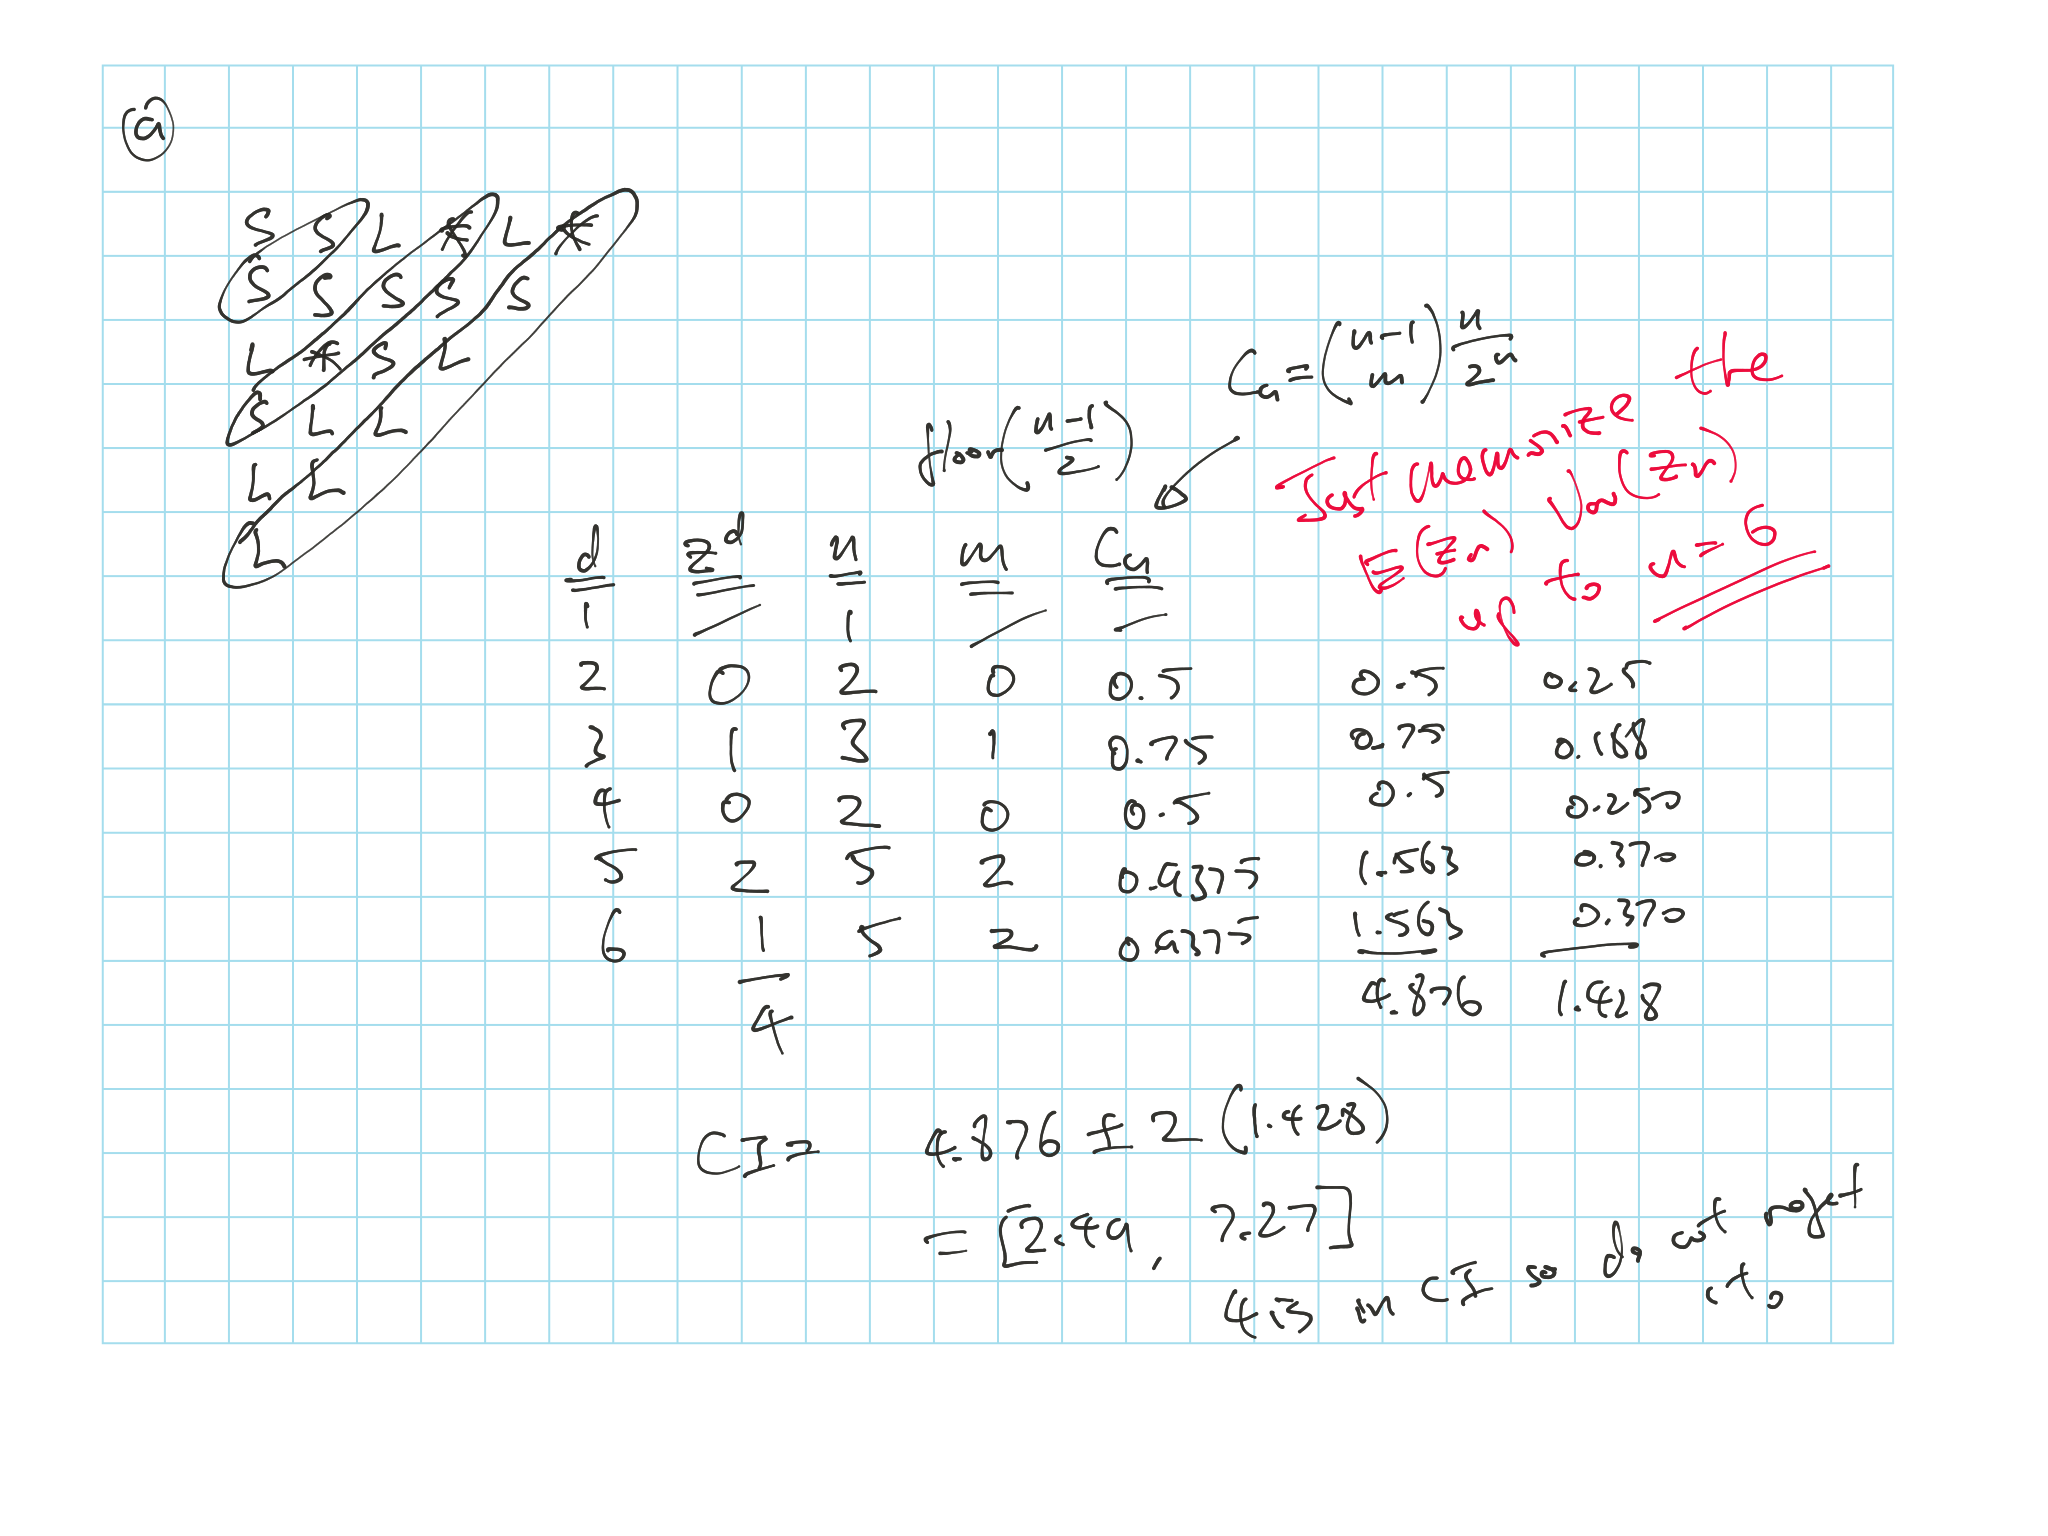 a
S S L * L *
S S S S S
L * S L
S L L
L L
L
C_n = (n-1 m) n/2^n
floor((n-1)/2)
Just memorize the
E(Zn) Var(Zn)
up to n=6
d z^d n m C_n
1 / 1 / –
2 0 2 0 0.5 0.5 0.25
3 1 3 1 0.75 0.75 0.188
4 0 2 0 0.5 0.5 0.250
5 2 5 2 0.9375 1.563 0.370
6 1 5 2 0.9375 1.563 0.370
4 4.876 1.428
CI = 4.876 ± 2 (1.428)
= [2.49, 7.27]
4 is in CI so do not reject
H0